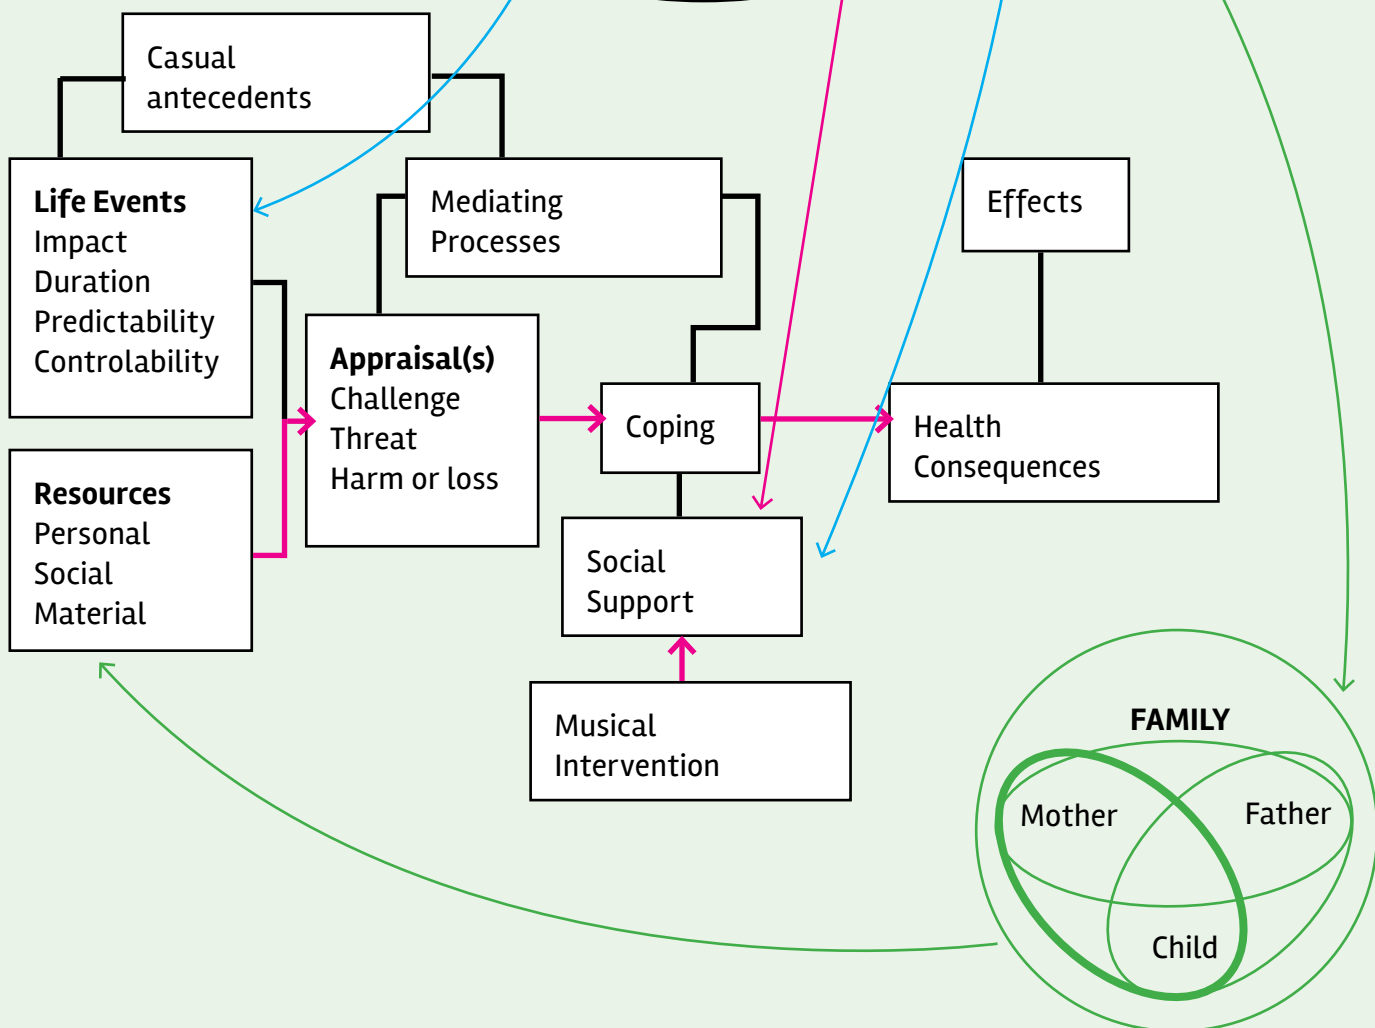 Casual
antecedents
Life Events
Impact
Duration
Predictability
Controlability
Mediating
Processes
Effects
Appraisal(s)
Challenge
Threat
Harm or loss
Coping
Health
Consequences
Resources
Personal
Social
Material
Social
Support
Musical
Intervention
FAMILY
Mother
Father
Child